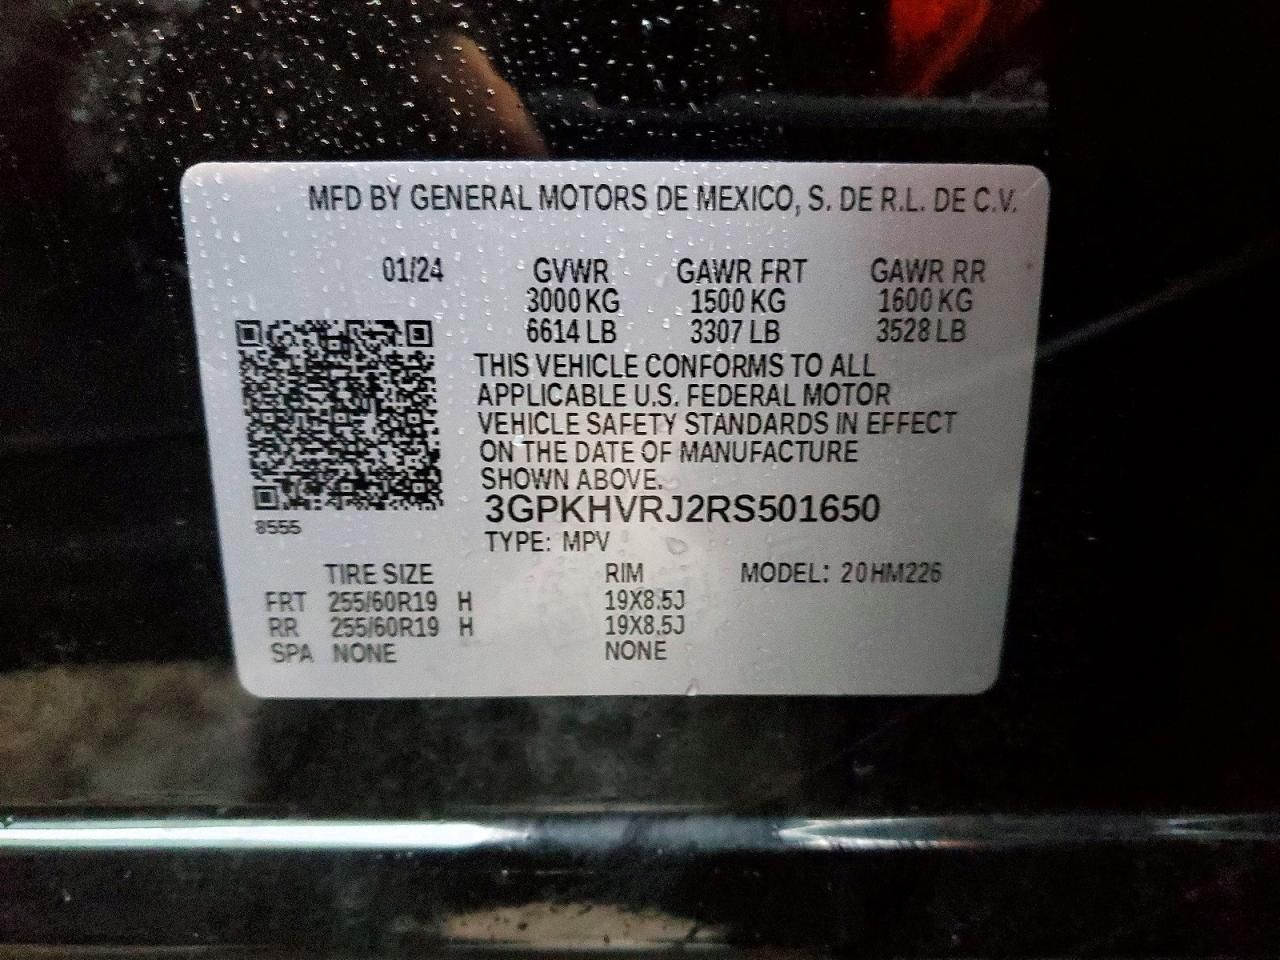 MFD BY GENERAL MOTORS DE MEXICO, S. DE R.L. DE C.V.
01/24 GVWR GAWR FRT GAWR RR
3000 KG 1500 KG 1600 KG
6614 LB 3307 LB 3528 LB
THIS VEHICLE CONFORMS TO ALL
APPLICABLE U.S. FEDERAL MOTOR
VEHICLE SAFETY STANDARDS IN EFFECT
ON THE DATE OF MANUFACTURE
SHOWN ABOVE.
3GPKHVRJ2RS501650
8555
TYPE: MPV
TIRE SIZE RIM MODEL: 20HM226
FRT 255/60R19 H 19X8.5J
RR 255/60R19 H 19X8.5J
SPA NONE NONE